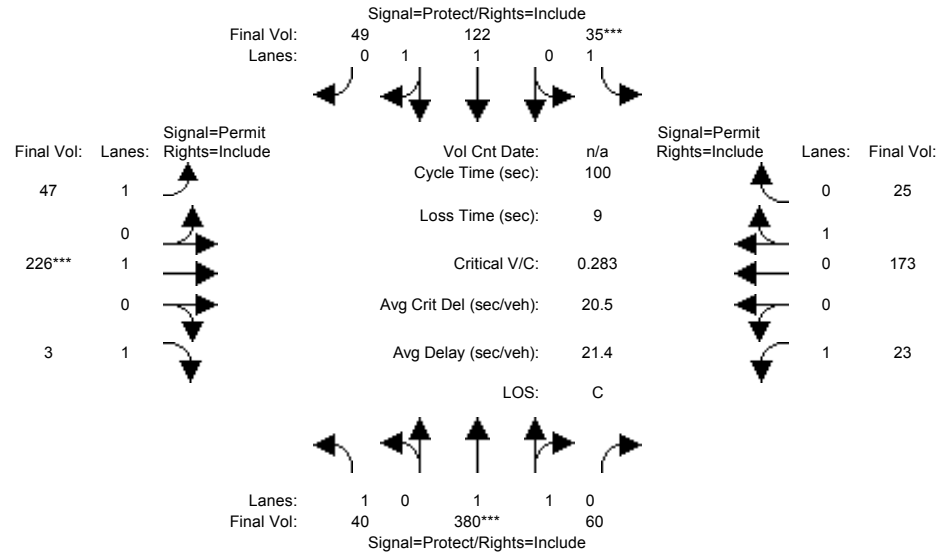 Signal=Protect/Rights=Include
Final Vol: 49 122 35***
Lanes: 0 1 1 0 1
Signal=Permit Signal=Permit
Final Vol: Lanes: Rights=Include Vol Cnt Date: n/a Rights=Include Lanes: Final Vol:
Cycle Time (sec): 100
47 1 0 25
Loss Time (sec): 9
0 1
226*** 1 Critical V/C: 0.283 0 173
0 Avg Crit Del (sec/veh): 20.5 0
3 1 Avg Delay (sec/veh): 21.4 1 23
LOS: C
Lanes: 1 0 1 1 0
Final Vol: 40 380*** 60
Signal=Protect/Rights=Include